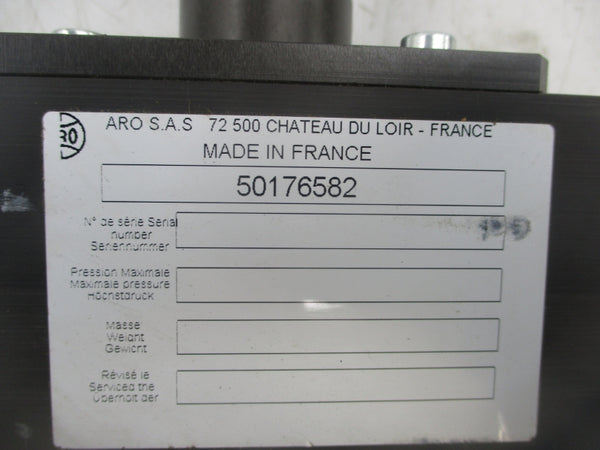 ARO
ARO S.A.S 72 500 CHATEAU DU LOIR - FRANCE
MADE IN FRANCE
50176582
N° de série Serial
number
Seriennummer
Pression Maximale
Maximale pressure
Höchstdruck
Masse
Weight
Gewicht
Révisé le
Serviced the
Überholt der